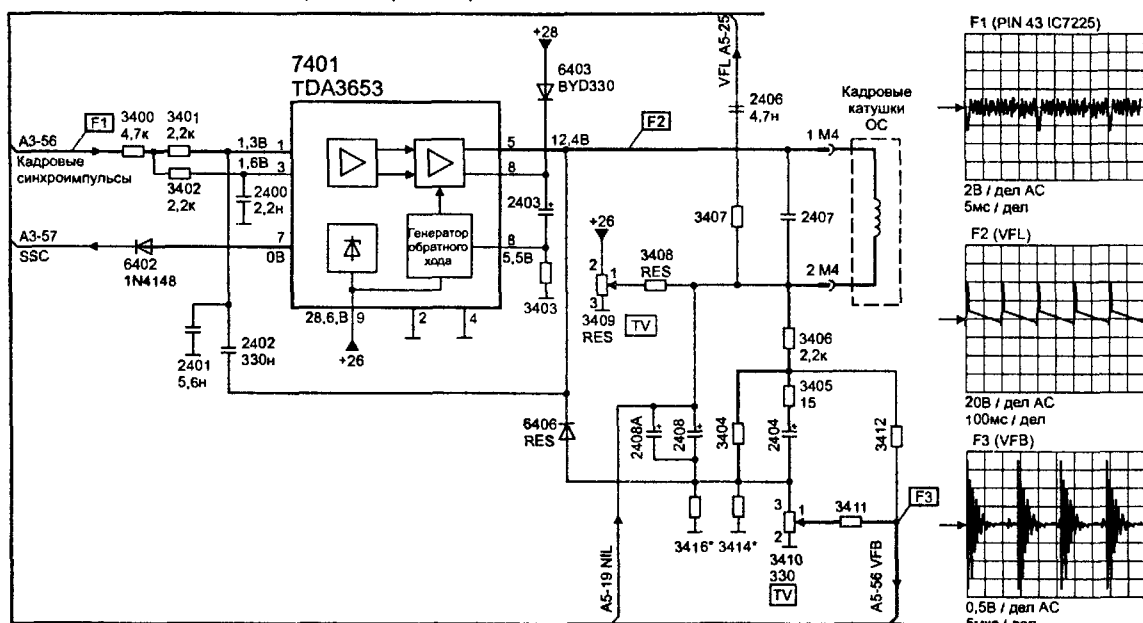 7401
TDA3653
+28
6403
BYD330
VFL A5-25
2406
4,7н
F1
A3-56
Кадровые
синхроимпульсы
3400
4,7к
3401
2,2к
3402
2,2к
1,3В
1
1,6В
3
2400
2,2н
5
12,4В
F2
8
2403
Генератор
обратного
хода
8
5,5В
3403
A3-57
SSC
6402
1N4148
7
0В
28,6,В
9
+26
2
4
2401
5,6н
2402
330н
6406
RES
+26
2
1
3
3409
RES
TV
3408
RES
3407
2407
1 M4
2 M4
Кадровые
катушки
ОС
3406
2,2к
3405
15
2408A
2408
3404
2404
3412
3416*
3414*
3
1
2
3410
330
TV
3411
F3
A5-19 NIL
A5-56 VFB
F1 (PIN 43 IC7225)
2В / дел AC
5мс / дел
F2 (VFL)
20В / дел AC
100мс / дел
F3 (VFB)
0,5В / дел AC